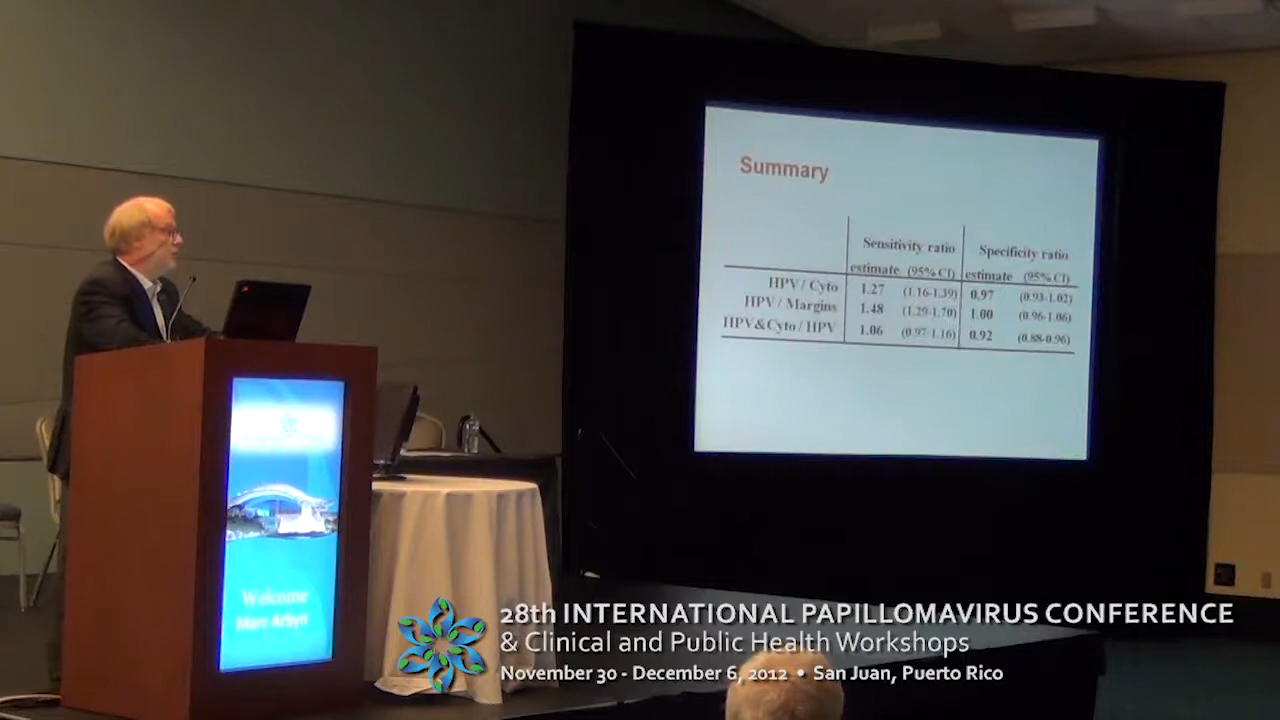 Summary
Sensitivity ratio Specificity ratio
estimate (95% CI) estimate (95% CI)
HPV / Cyto 1.27 (1.16-1.39) 0.97 (0.93-1.02)
HPV / Margins 1.48 (1.29-1.70) 1.00 (0.96-1.06)
HPV&Cyto / HPV 1.06 (0.97-1.16) 0.92 (0.88-0.96)
Welcome
Marc Arbyn
28th INTERNATIONAL PAPILLOMAVIRUS CONFERENCE
& Clinical and Public Health Workshops
November 30 - December 6, 2012 • San Juan, Puerto Rico